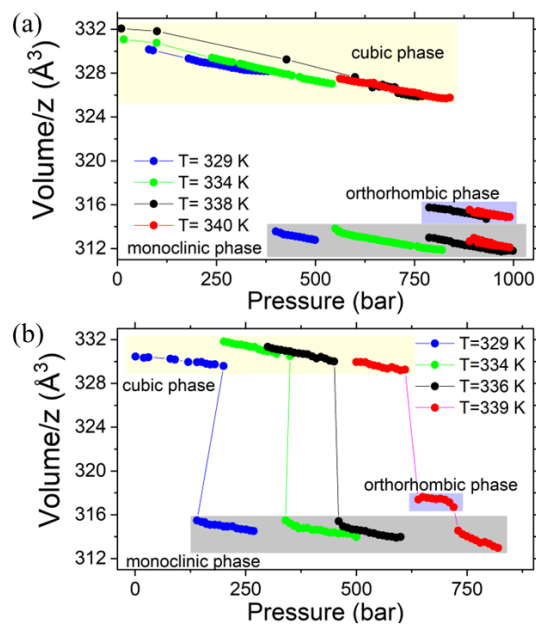 (a)
332
328
324
320
316
312
Volume/z (Å³)
cubic phase
T= 329 K
T= 334 K
T= 338 K
T= 340 K
orthorhombic phase
monoclinic phase
0 250 500 750 1000
Pressure (bar)
(b)
332
328
324
320
316
312
Volume/z (Å³)
cubic phase
T=329 K
T=334 K
T=336 K
T=339 K
orthorhombic phase
monoclinic phase
0 250 500 750
Pressure (bar)